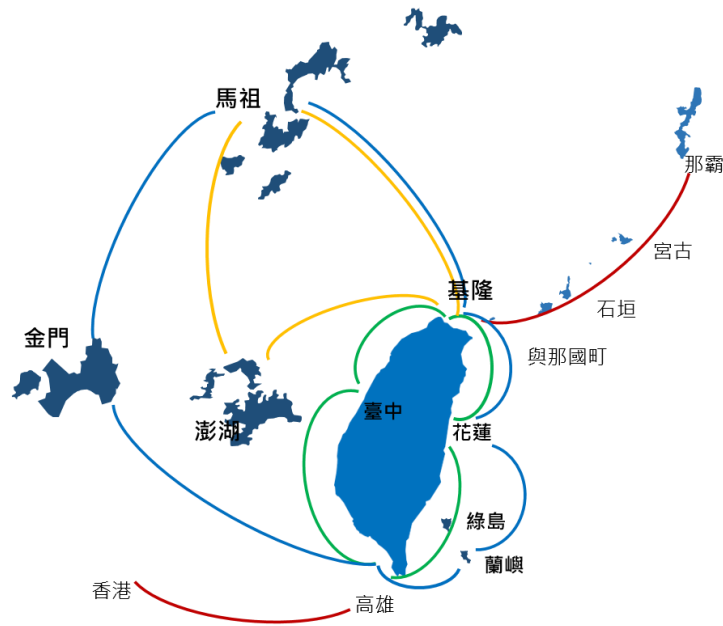 馬祖
那霸
宮古
基隆
石垣
金門
與那國町
臺中
澎湖
花蓮
綠島
蘭嶼
香港
高雄